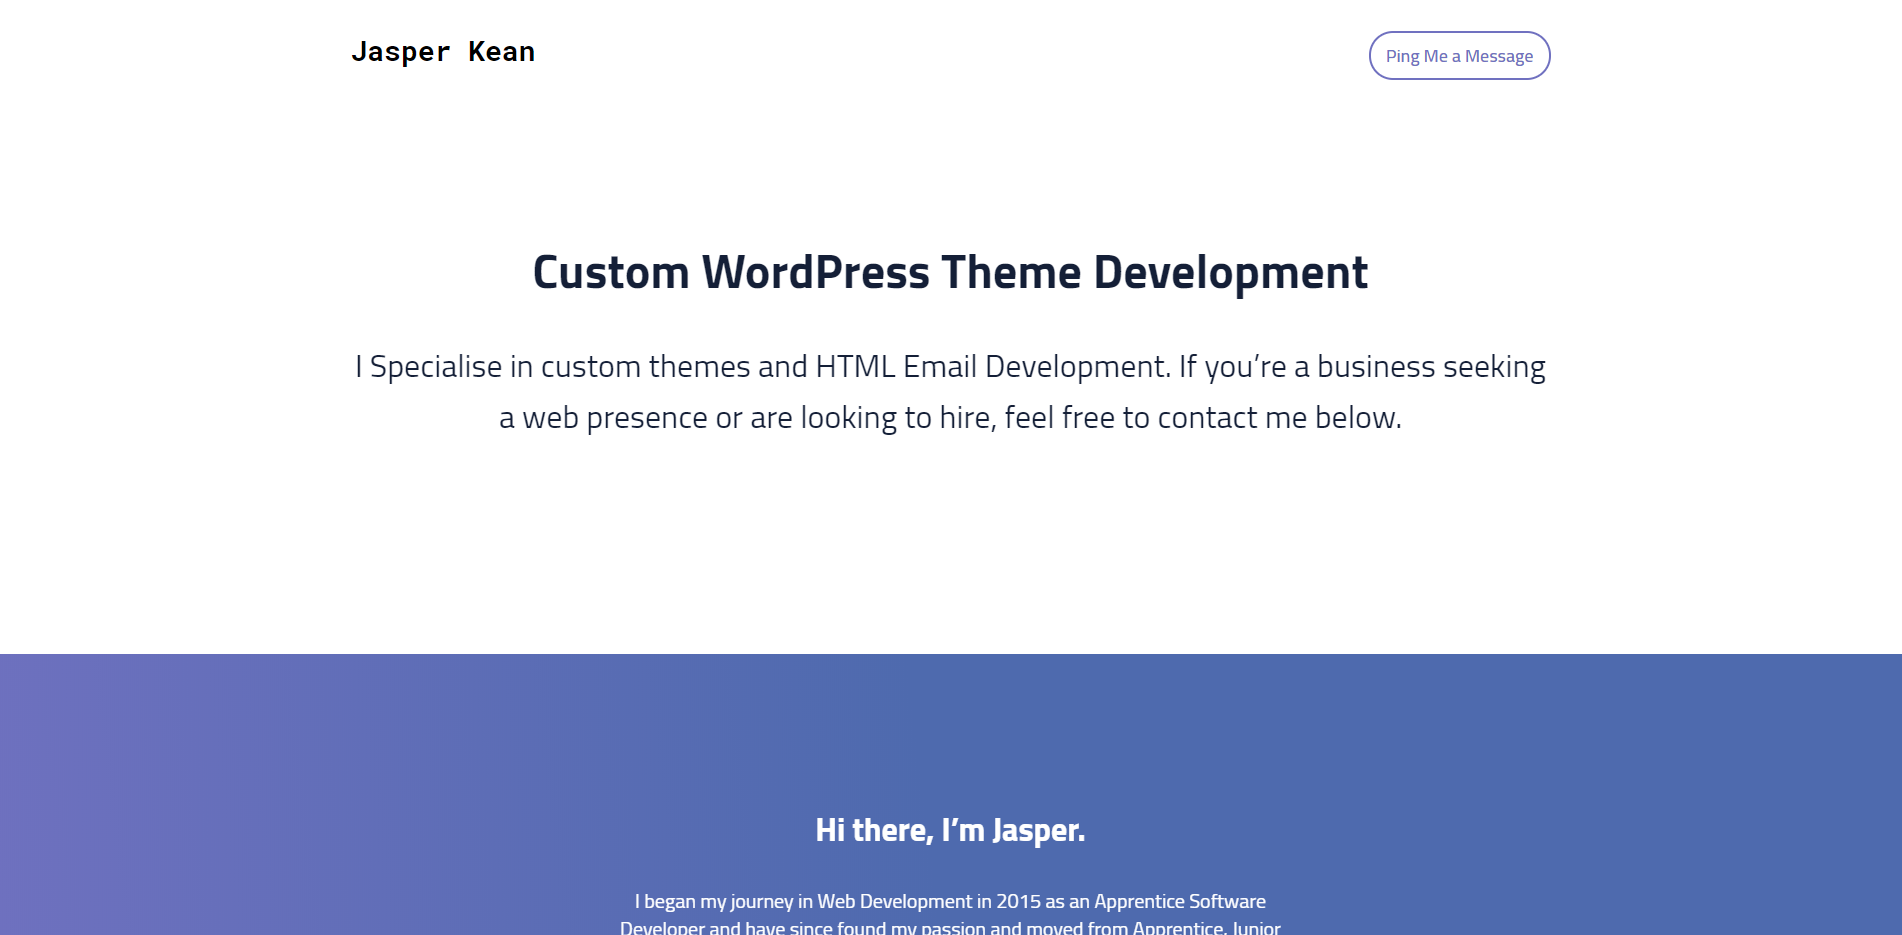 Jasper Kean
Ping Me a Message
Custom WordPress Theme Development
I Specialise in custom themes and HTML Email Development. If you’re a business seeking
a web presence or are looking to hire, feel free to contact me below.
Hi there, I’m Jasper.
I began my journey in Web Development in 2015 as an Apprentice Software
Developer and have since found my passion and moved from Apprentice, Junior